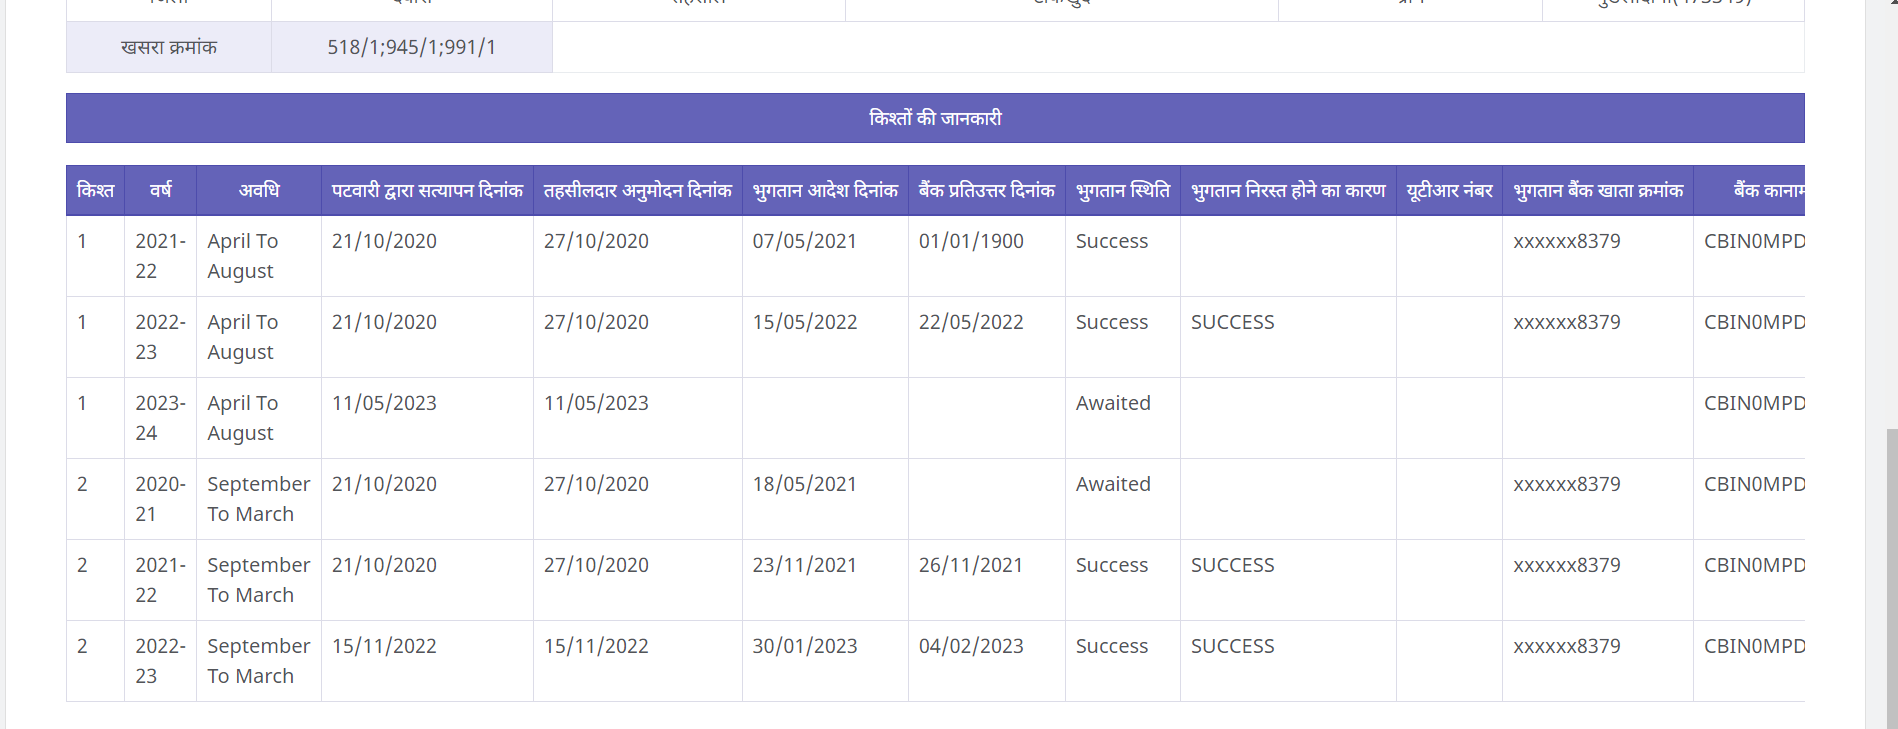 खसरा क्रमांक 518/1;945/1;991/1
किश्तों की जानकारी
किश्त वर्ष अवधि पटवारी द्वारा सत्यापन दिनांक तहसीलदार अनुमोदन दिनांक भुगतान आदेश दिनांक बैंक प्रतिउत्तर दिनांक भुगतान स्थिति भुगतान निरस्त होने का कारण यूटीआर नंबर भुगतान बैंक खाता क्रमांक बैंक कानाम
1 2021- April To 21/10/2020 27/10/2020 07/05/2021 01/01/1900 Success xxxxxx8379 CBIN0MPD
22 August
1 2022- April To 21/10/2020 27/10/2020 15/05/2022 22/05/2022 Success SUCCESS xxxxxx8379 CBIN0MPD
23 August
1 2023- April To 11/05/2023 11/05/2023 Awaited CBIN0MPD
24 August
2 2020- September 21/10/2020 27/10/2020 18/05/2021 Awaited xxxxxx8379 CBIN0MPD
21 To March
2 2021- September 21/10/2020 27/10/2020 23/11/2021 26/11/2021 Success SUCCESS xxxxxx8379 CBIN0MPD
22 To March
2 2022- September 15/11/2022 15/11/2022 30/01/2023 04/02/2023 Success SUCCESS xxxxxx8379 CBIN0MPD
23 To March